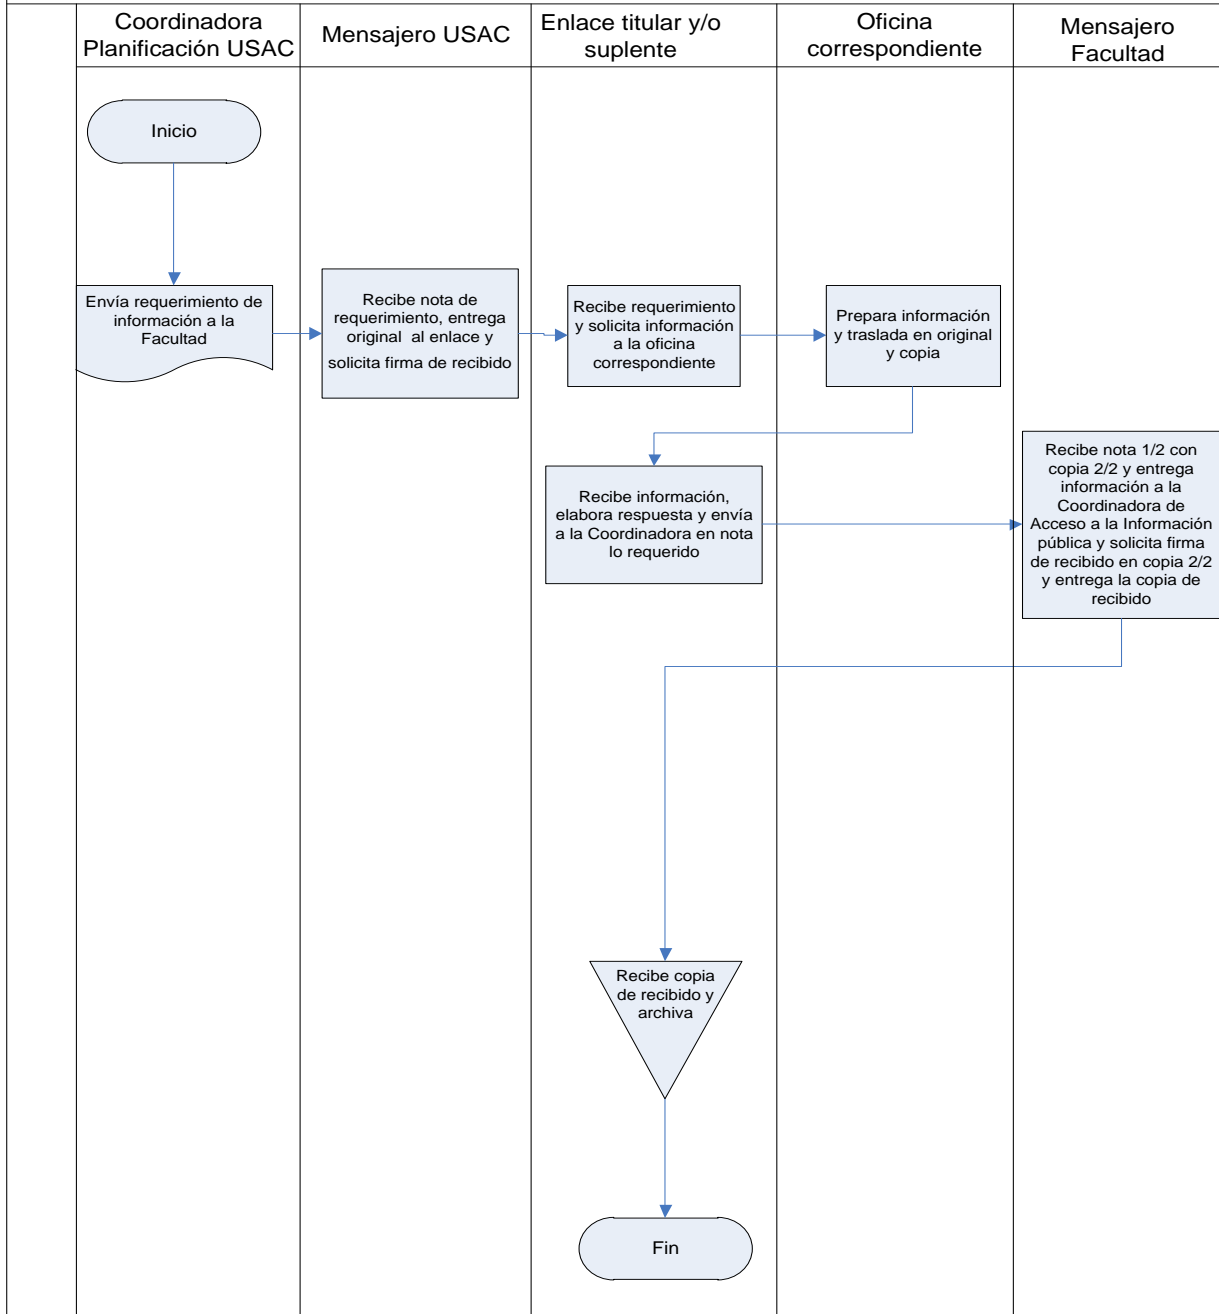 Coordinadora
Planificación USAC
Mensajero USAC
Enlace titular y/o
suplente
Oficina
correspondiente
Mensajero
Facultad
Inicio
Envía requerimiento de
información a la
Facultad
Recibe nota de
requerimiento, entrega
original al enlace y
solicita firma de recibido
Recibe requerimiento
y solicita información
a la oficina
correspondiente
Prepara información
y traslada en original
y copia
Recibe información,
elabora respuesta y envía
a la Coordinadora en nota
lo requerido
Recibe nota 1/2 con
copia 2/2 y entrega
información a la
Coordinadora de
Acceso a la Información
pública y solicita firma
de recibido en copia 2/2
y entrega la copia de
recibido
Recibe copia
de recibido y
archiva
Fin